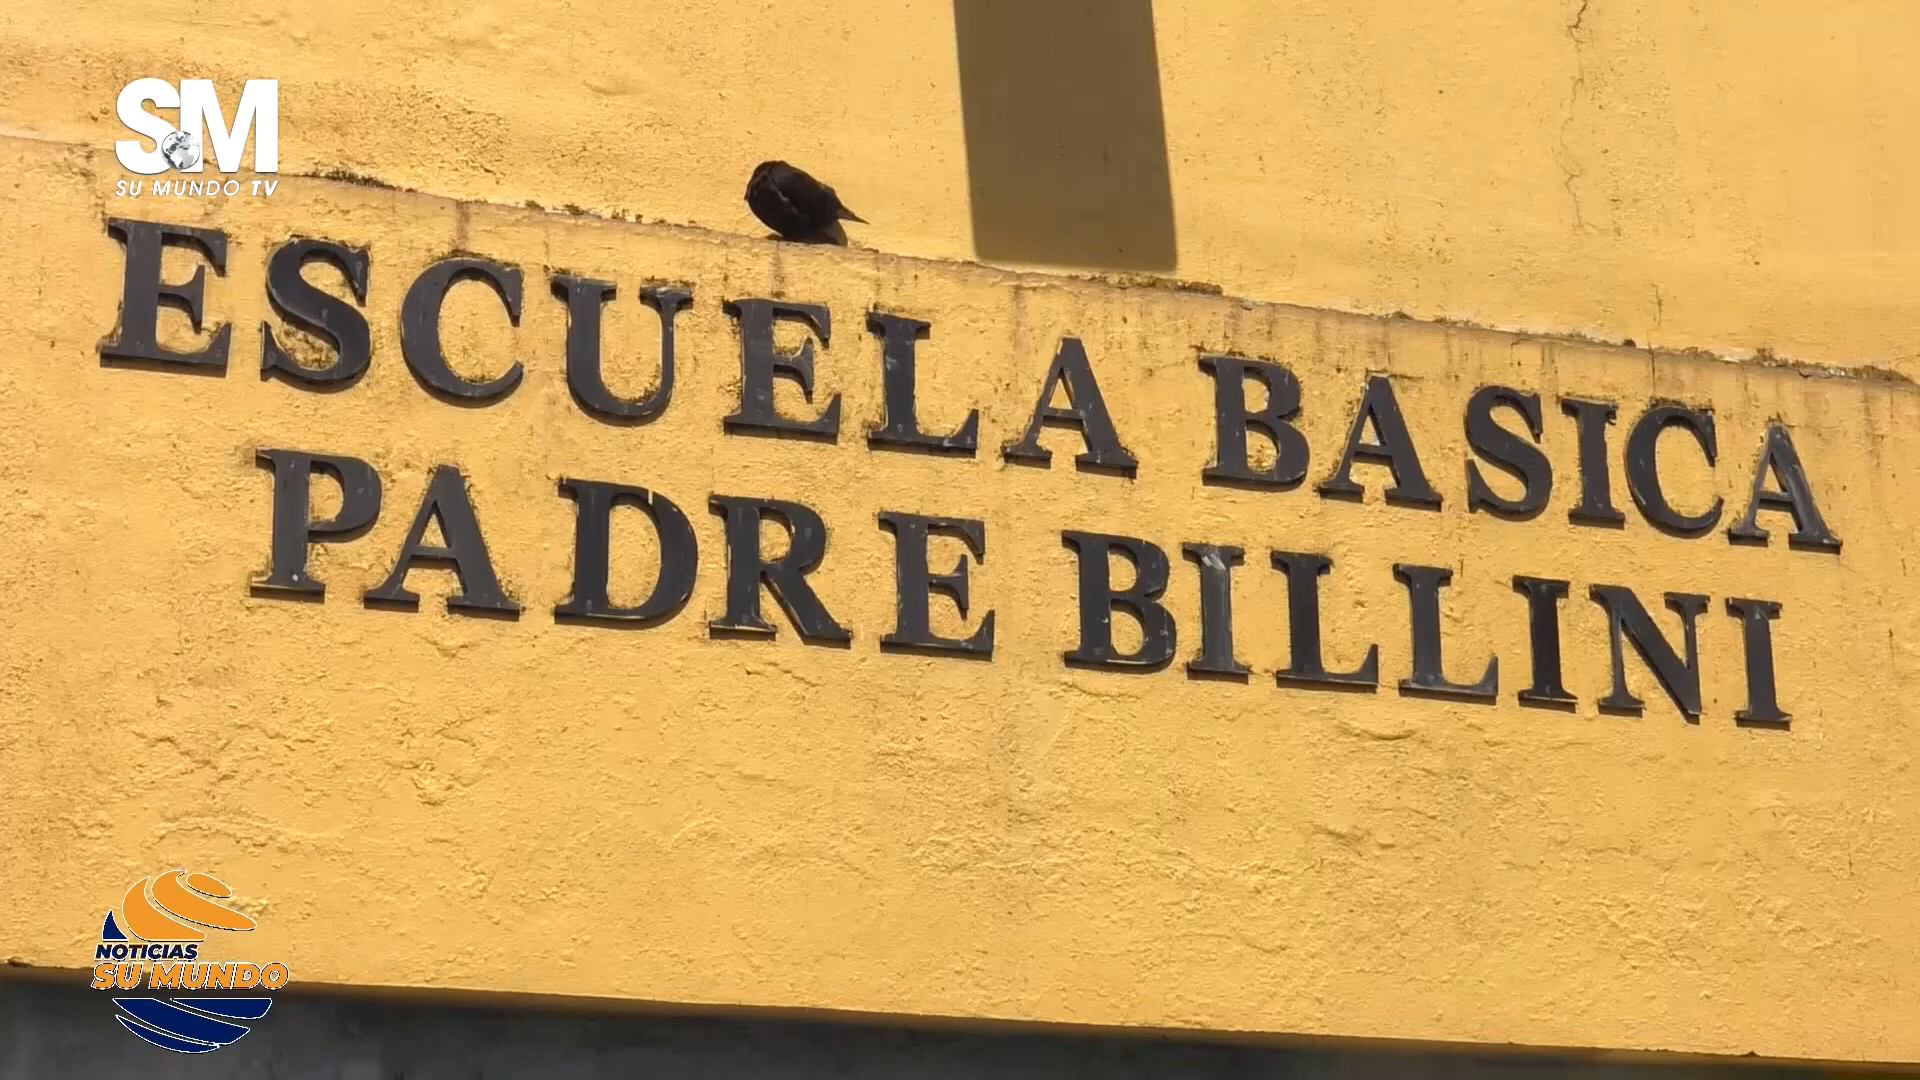 SM
SU MUNDO TV
ESCUELA BASICA
PADRE BILLINI
NOTICIAS
SU MUNDO